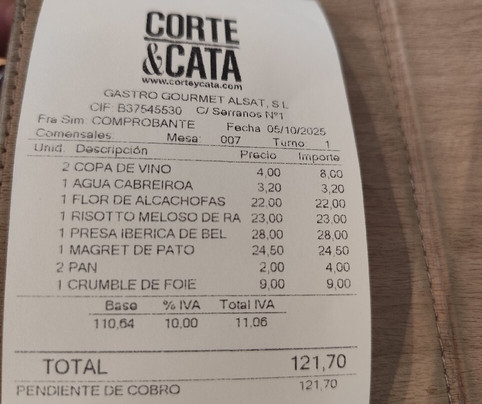 CORTE
&CATA
www.corteycata.com
GASTRO GOURMET ALSAT, S L
CIF: B37545530 C/ Serranos Nº1
Fra Sim: COMPROBANTE Fecha 05/10/2025
Comensales: Mesa: 007 Turno 1
Unid. Descripción Precio Importe
2 COPA DE VINO 4,00 8,00
1 AGUA CABREIROA 3,20 3,20
1 FLOR DE ALCACHOFAS 22,00 22,00
1 RISOTTO MELOSO DE RA 23,00 23,00
1 PRESA IBERICA DE BEL 28,00 28,00
1 MAGRET DE PATO 24,50 24,50
2 PAN 2,00 4,00
1 CRUMBLE DE FOIE 9,00 9,00
Base % IVA Total IVA
110,64 10,00 11,06
TOTAL 121,70
PENDIENTE DE COBRO 121,70